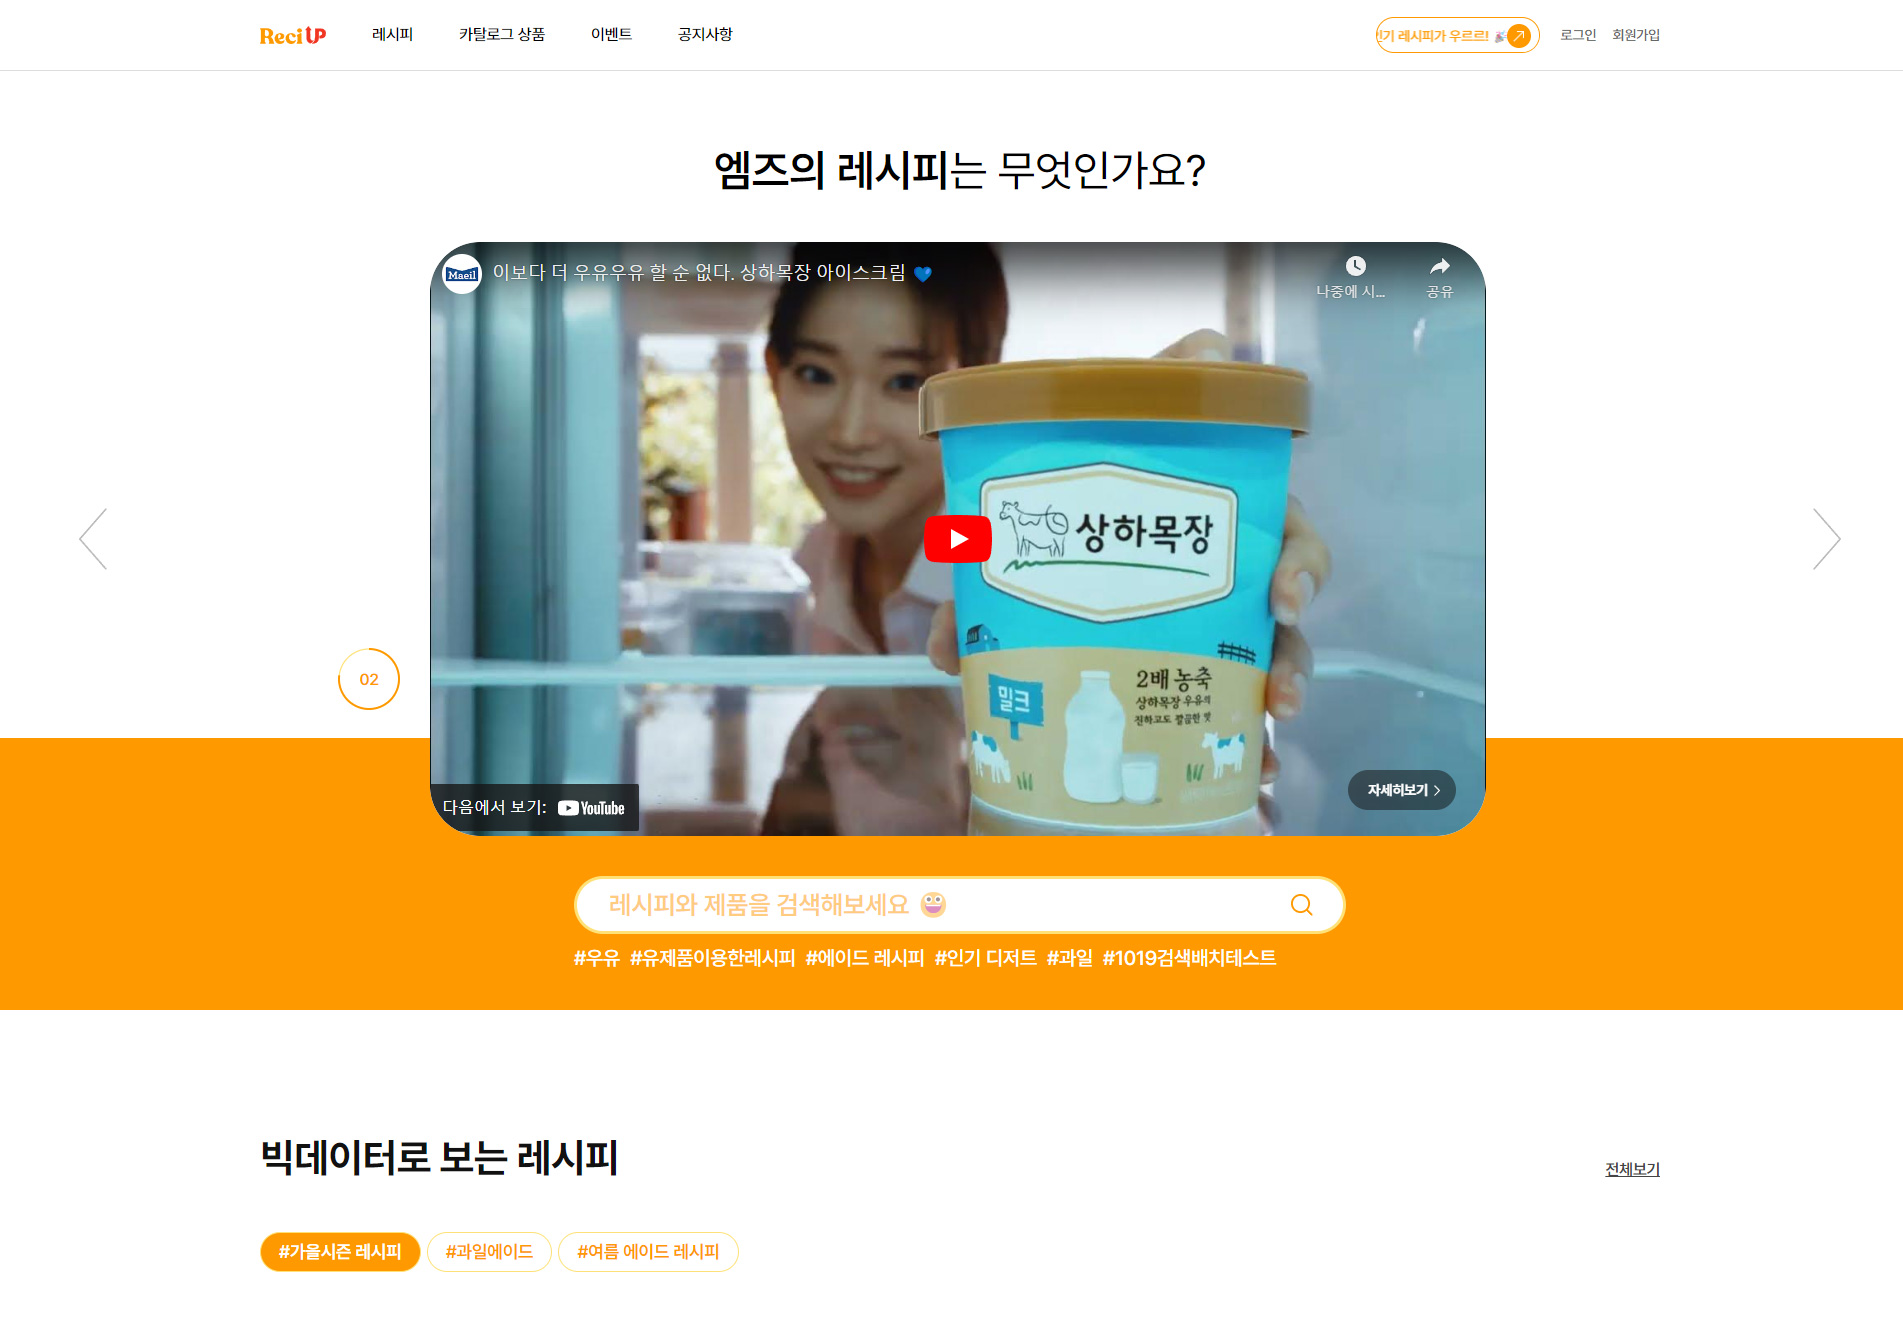 Reci UP
레시피
카탈로그 상품
이벤트
공지사항
기 레시피가 우르르! 🎉
로그인
회원가입
엠즈의 레시피는 무엇인가요?
Maeil
이보다 더 우유우유 할 순 없다. 상하목장 아이스크림 💙
나중에 시...
공유
상하목장
2배 농축
상하목장 우유의
진하고도 깔끔한 맛
밀크
02
다음에서 보기: YouTube
자세히보기
레시피와 제품을 검색해보세요 😀
#우유 #유제품이용한레시피 #에이드 레시피 #인기 디저트 #과일 #1019검색배치테스트
빅데이터로 보는 레시피
전체보기
#가을시즌 레시피
#과일에이드
#여름 에이드 레시피